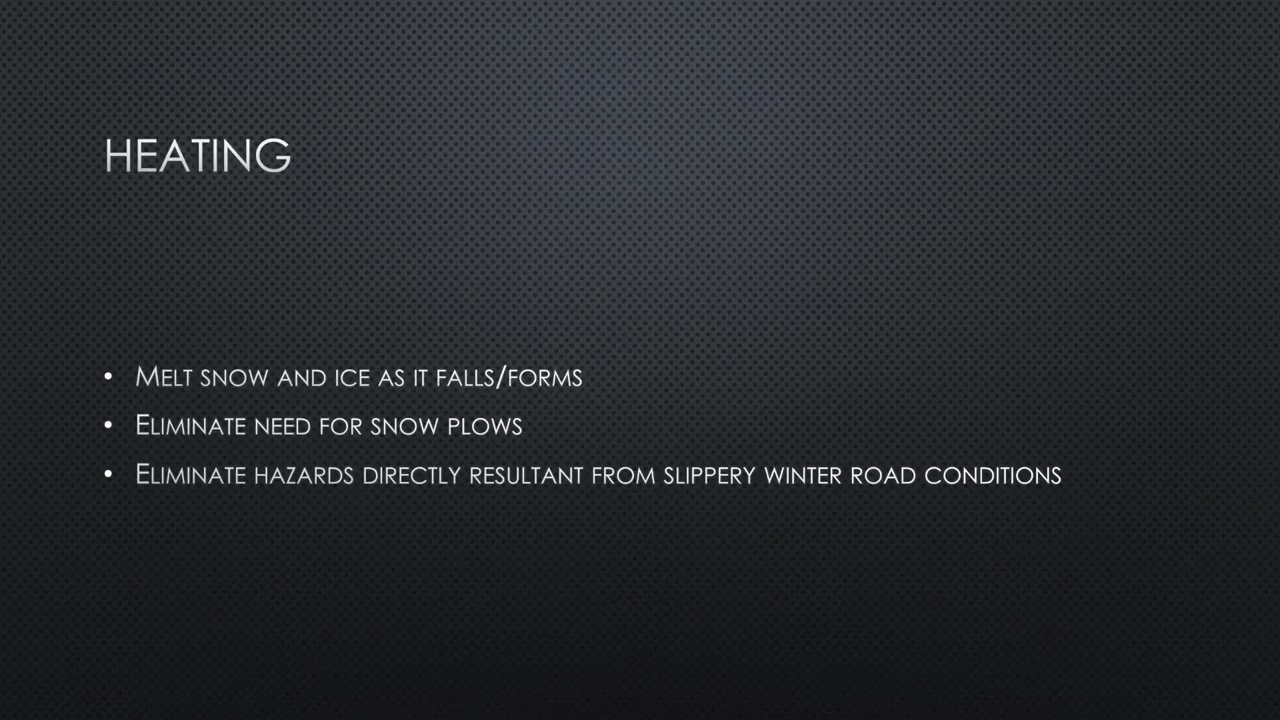 HEATING
• MELT SNOW AND ICE AS IT FALLS/FORMS
• ELIMINATE NEED FOR SNOW PLOWS
• ELIMINATE HAZARDS DIRECTLY RESULTANT FROM SLIPPERY WINTER ROAD CONDITIONS